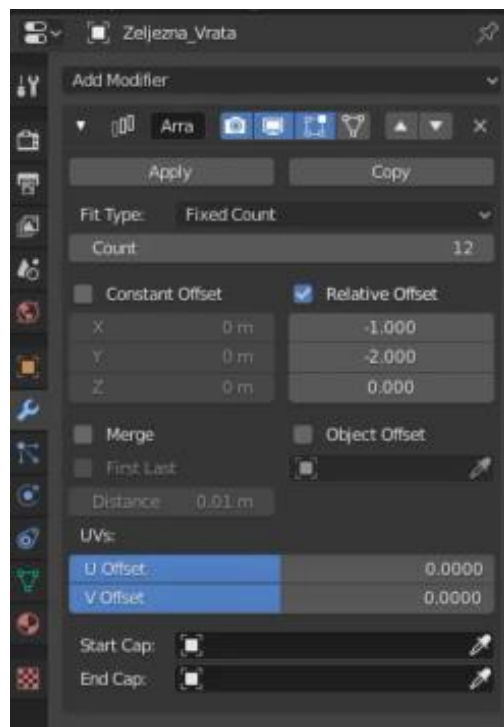 Zeljezna_Vrata
Add Modifier
Arra
Apply Copy
Fit Type: Fixed Count
Count 12
Constant Offset Relative Offset
X 0 m -1.000
Y 0 m -2.000
Z 0 m 0.000
Merge Object Offset
First Last
Distance 0.01 m
UVs:
U Offset 0.0000
V Offset 0.0000
Start Cap:
End Cap: